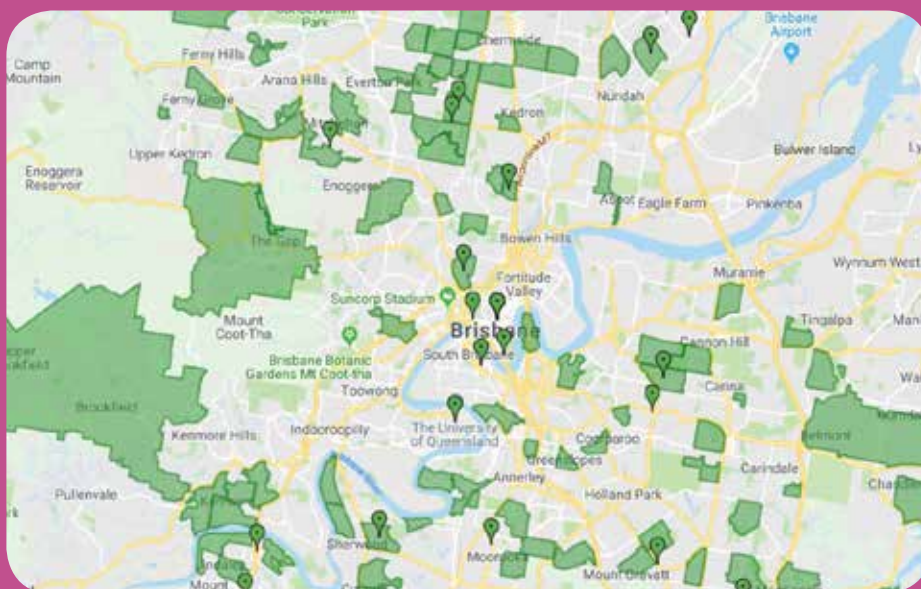 Park
Brisbane
Airport
Camp
Mountain
Ferny Hills
Chermside
Arana Hills
Everton Park
Nundah
Ferny Grove
Kedron
Mitchelton
Upper Kedron
Bulwer Island
Enoggera
Reservoir
Enoggera
Eagle Farm
Pinkenba
The Gap
Bowen Hills
Wynnum West
Fortitude
Valley
Murarrie
Suncorp Stadium
Mount
Coot-Tha
Brisbane
Tingalpa
Cannon Hill
Brisbane Botanic
Gardens Mt Coot-tha
South Brisbane
Toowong
Carina
Brookfield
Kenmore Hills
Indooroopilly
The University
of Queensland
Coorparoo
Belmont
Greenslopes
Carindale
Annerley
Pullenvale
Holland Park
Sherwood
Moorooka
Mount Gravatt
Mount